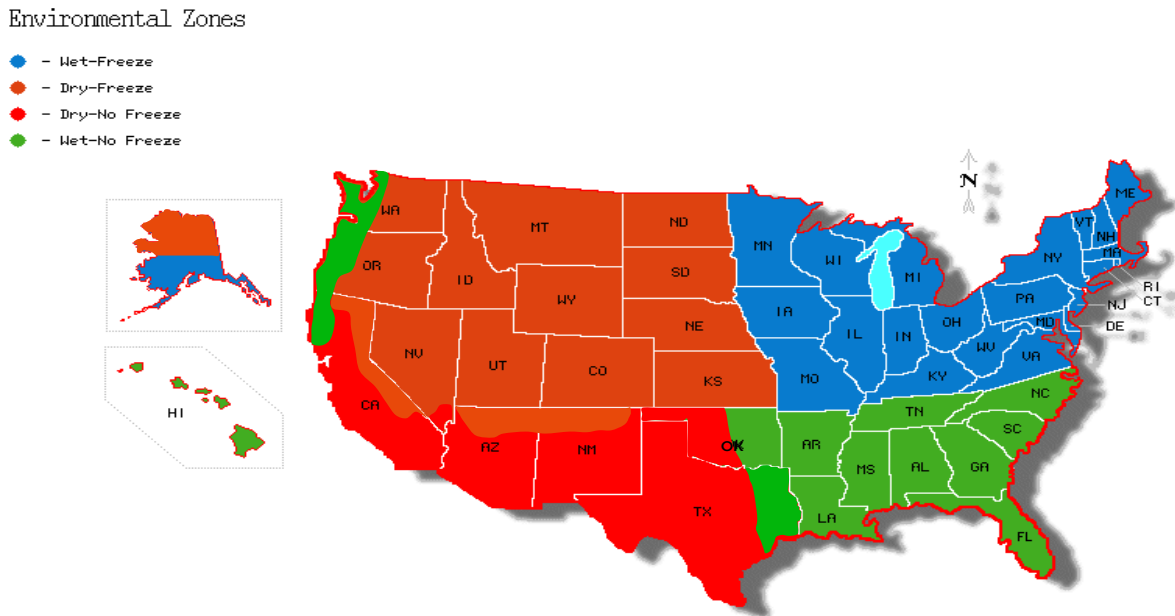 Environmental Zones
- Wet-Freeze
- Dry-Freeze
- Dry-No Freeze
- Wet-No Freeze
N
ME
WA
MT
ND
MN
VT
NH
MA
NY
WI
MI
OR
ID
SD
RI
CT
WY
PA
NJ
IA
OH
MD
DE
NE
IL
IN
WV
VA
NV
UT
CO
KS
MO
KY
CA
HI
TN
NC
AZ
NM
OK
AR
SC
MS
AL
GA
TX
LA
FL